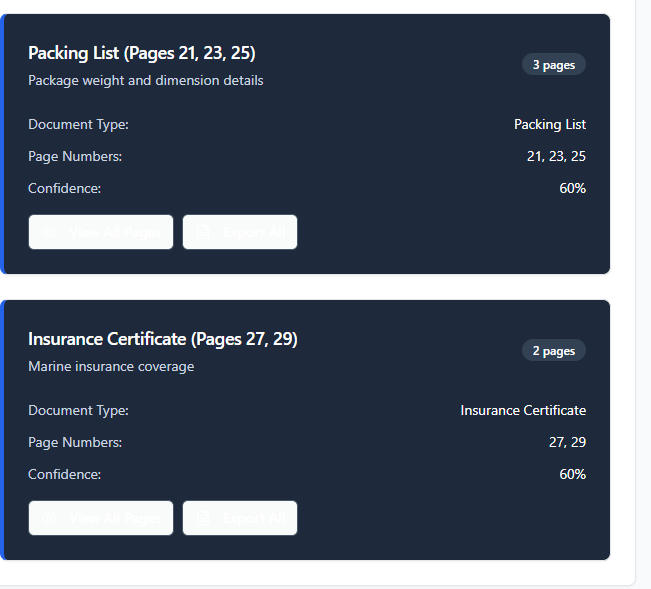 Packing List (Pages 21, 23, 25)
3 pages
Package weight and dimension details
Document Type: Packing List
Page Numbers: 21, 23, 25
Confidence: 60%
View All Pages Export All
Insurance Certificate (Pages 27, 29)
2 pages
Marine insurance coverage
Document Type: Insurance Certificate
Page Numbers: 27, 29
Confidence: 60%
View All Pages Export All